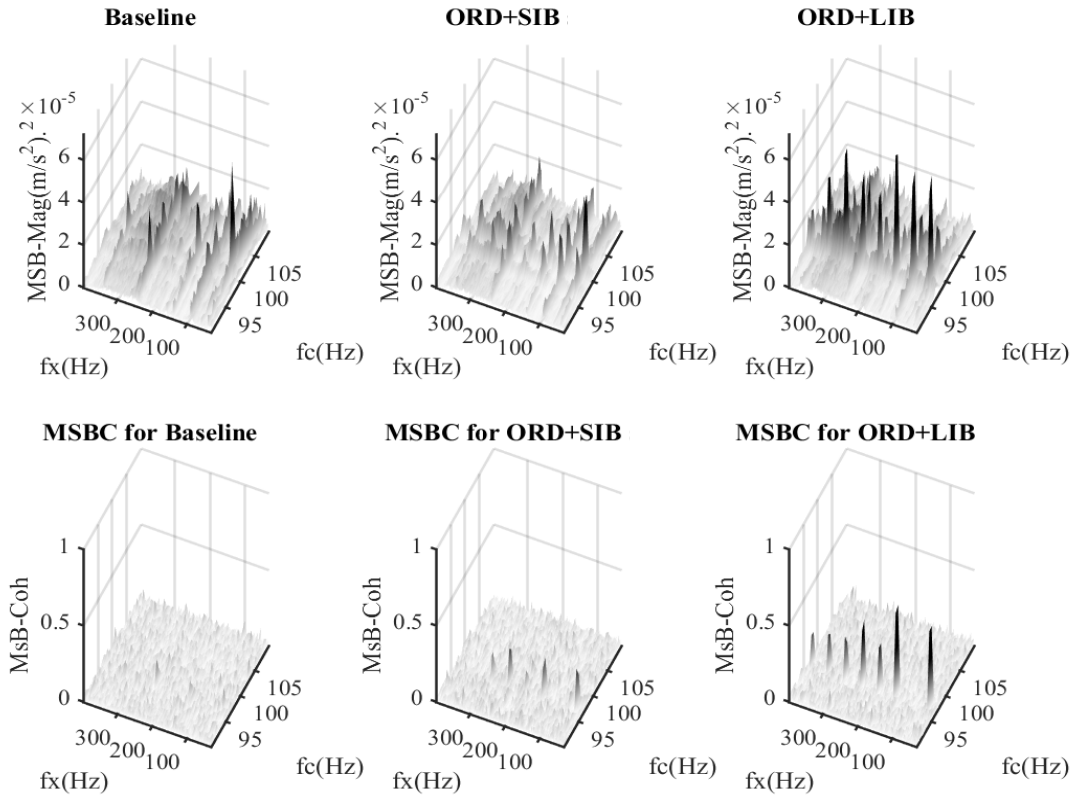 Baseline
ORD+SIB
ORD+LIB
MSB-Mag(m/s²).² ×10⁻⁵
6
4
2
0
300
200
100
fx(Hz)
105
100
95
fc(Hz)
MSB-Mag(m/s²).² ×10⁻⁵
6
4
2
0
300
200
100
fx(Hz)
105
100
95
fc(Hz)
MSB-Mag(m/s²).² ×10⁻⁵
6
4
2
0
300
200
100
fx(Hz)
105
100
95
fc(Hz)
MSBC for Baseline
MSBC for ORD+SIB
MSBC for ORD+LIB
MsB-Coh
1
0.5
0
300
200
100
fx(Hz)
105
100
95
fc(Hz)
MsB-Coh
1
0.5
0
300
200
100
fx(Hz)
105
100
95
fc(Hz)
MsB-Coh
1
0.5
0
300
200
100
fx(Hz)
105
100
95
fc(Hz)